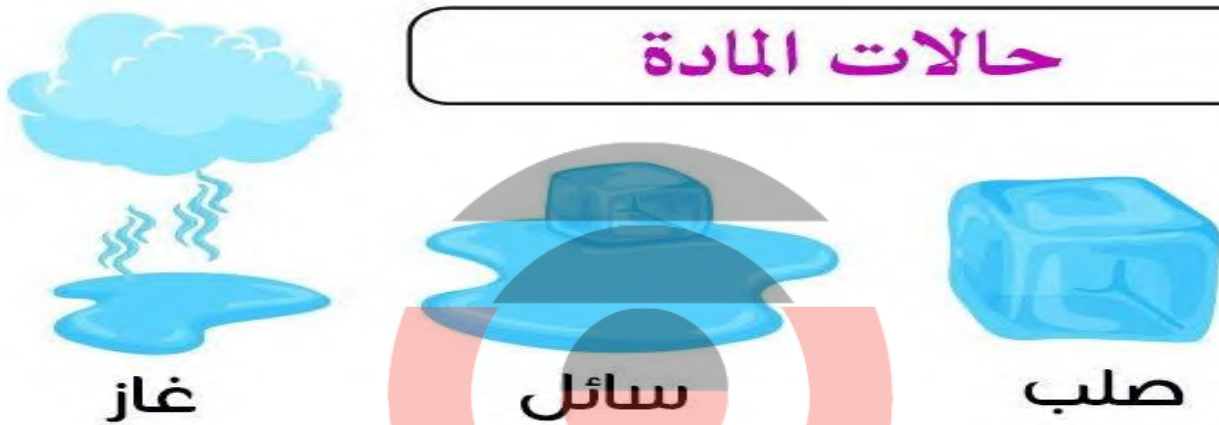 حالات المادة
صلب سائل غاز